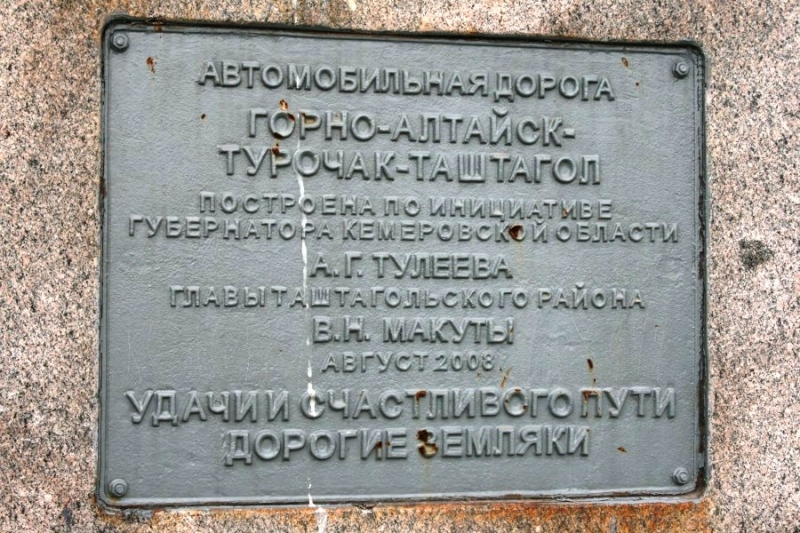 АВТОМОБИЛЬНАЯ ДОРОГА
ГОРНО-АЛТАЙСК-
ТУРОЧАК-ТАШТАГОЛ
ПОСТРОЕНА ПО ИНИЦИАТИВЕ
ГУБЕРНАТОРА КЕМЕРОВСКОЙ ОБЛАСТИ
А.Г. ТУЛЕЕВА
ГЛАВЫ ТАШТАГОЛЬСКОГО РАЙОНА
В.Н. МАКУТЫ
АВГУСТ 2008
УДАЧИ И СЧАСТЛИВОГО ПУТИ
ДОРОГИЕ ЗЕМЛЯКИ